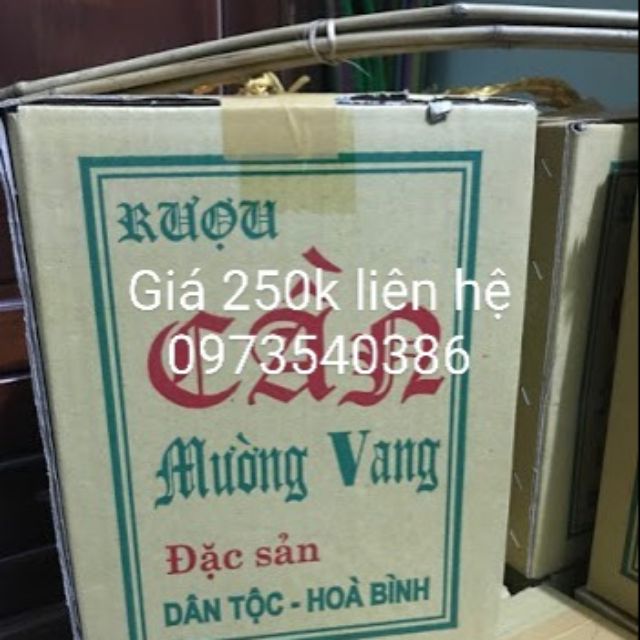 RƯỢU
Giá 250k liên hệ
CẦN
0973540386
Mường Vang
Đặc sản
DÂN TỘC - HOÀ BÌNH